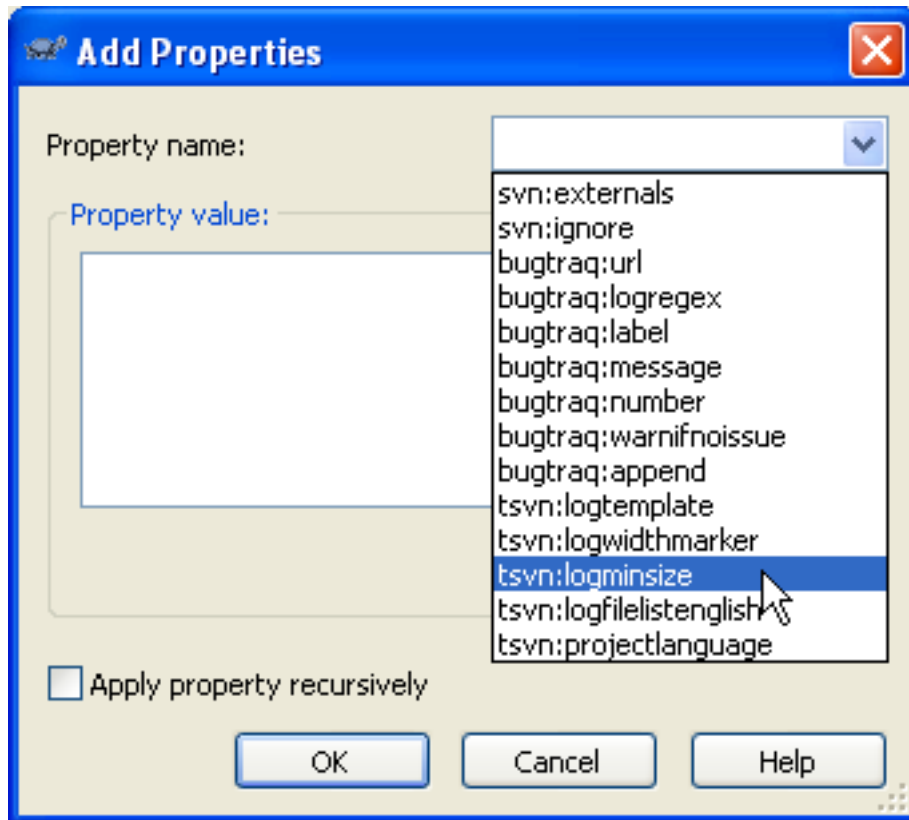 Add Properties
Property name:
Property value:
svn:externals
svn:ignore
bugtraq:url
bugtraq:logregex
bugtraq:label
bugtraq:message
bugtraq:number
bugtraq:warnifnoissue
bugtraq:append
tsvn:logtemplate
tsvn:logwidthmarker
tsvn:logminsize
tsvn:logfilelistenglish
tsvn:projectlanguage
Apply property recursively
OK
Cancel
Help